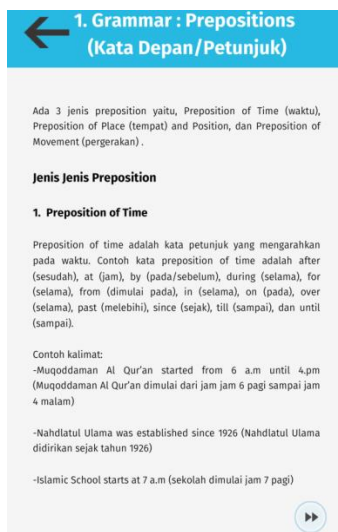 1. Grammar : Prepositions
(Kata Depan/Petunjuk)
Ada 3 jenis preposition yaitu, Preposition of Time (waktu),
Preposition of Place (tempat) and Position, dan Preposition of
Movement (pergerakan) .
Jenis Jenis Preposition
1. Preposition of Time
Preposition of time adalah kata petunjuk yang mengarahkan
pada waktu. Contoh kata preposition of time adalah after
(sesudah), at (jam), by (pada/sebelum), during (selama), for
(selama), from (dimulai pada), in (selama), on (pada), over
(selama), past (melebihi), since (sejak), till (sampai), dan until
(sampai).
Contoh kalimat:
-Muqoddaman Al Qur'an started from 6 a.m until 4.pm
(Muqoddaman Al Qur'an dimulai dari jam jam 6 pagi sampai jam
4 malam)
-Nahdlatul Ulama was established since 1926 (Nahdlatul Ulama
didirikan sejak tahun 1926)
-Islamic School starts at 7 a.m (sekolah dimulai jam 7 pagi)